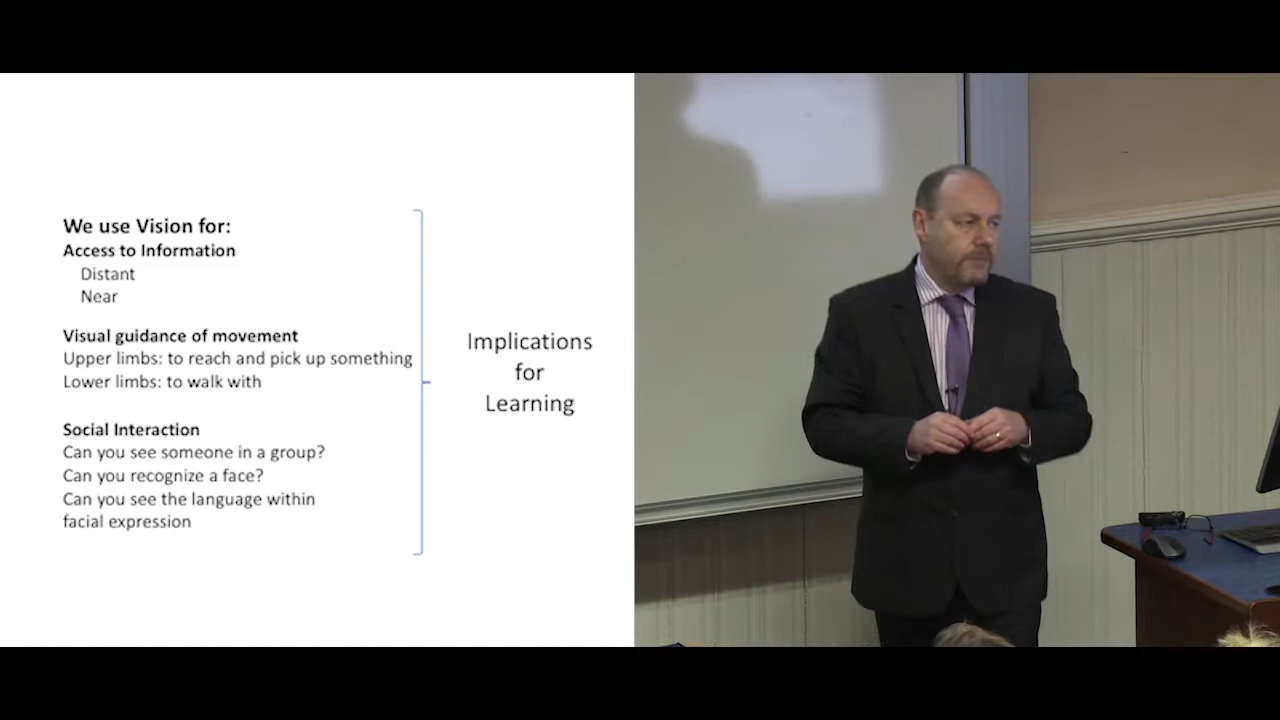 We use Vision for:
Access to Information
Distant
Near
Visual guidance of movement
Upper limbs: to reach and pick up something
Lower limbs: to walk with
Social Interaction
Can you see someone in a group?
Can you recognize a face?
Can you see the language within
facial expression
Implications
for
Learning